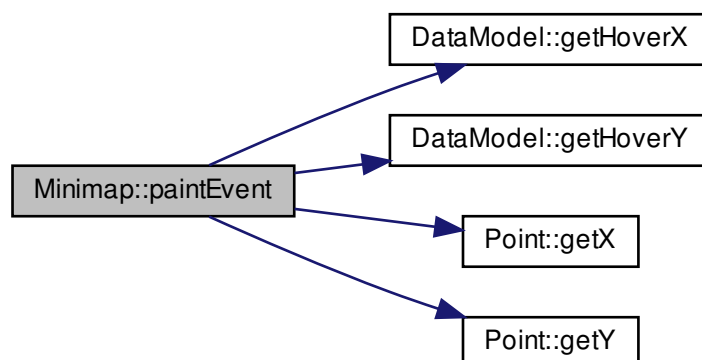 DataModel::getHoverX
DataModel::getHoverY
Minimap::paintEvent
Point::getX
Point::getY